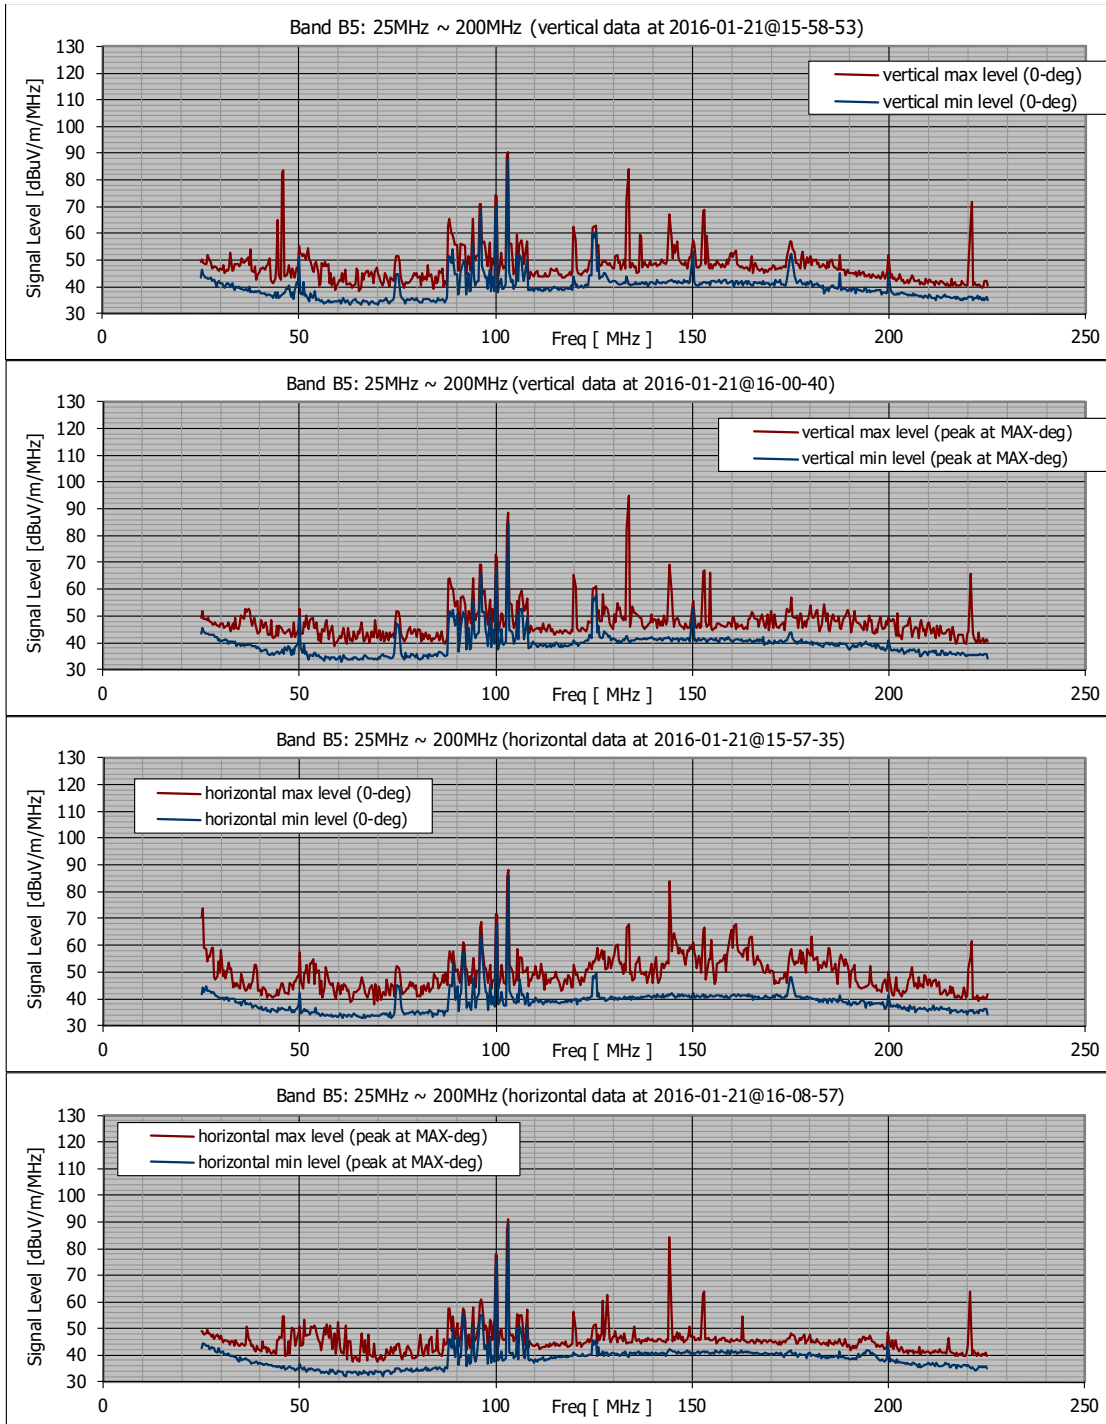 Band B5: 25MHz ~ 200MHz (vertical data at 2016-01-21@15-58-53)
130
120
110
100
90
80
70
60
50
40
30
Signal Level [dBuV/m/MHz]
vertical max level (0-deg)
vertical min level (0-deg)
0 50 100 150 200 250
Freq [ MHz ]
Band B5: 25MHz ~ 200MHz (vertical data at 2016-01-21@16-00-40)
130
120
110
100
90
80
70
60
50
40
30
Signal Level [dBuV/m/MHz]
vertical max level (peak at MAX-deg)
vertical min level (peak at MAX-deg)
0 50 100 150 200 250
Freq [ MHz ]
Band B5: 25MHz ~ 200MHz (horizontal data at 2016-01-21@15-57-35)
130
120
110
100
90
80
70
60
50
40
30
Signal Level [dBuV/m/MHz]
horizontal max level (0-deg)
horizontal min level (0-deg)
0 50 100 150 200 250
Freq [ MHz ]
Band B5: 25MHz ~ 200MHz (horizontal data at 2016-01-21@16-08-57)
130
120
110
100
90
80
70
60
50
40
30
Signal Level [dBuV/m/MHz]
horizontal max level (peak at MAX-deg)
horizontal min level (peak at MAX-deg)
0 50 100 150 200 250
Freq [ MHz ]